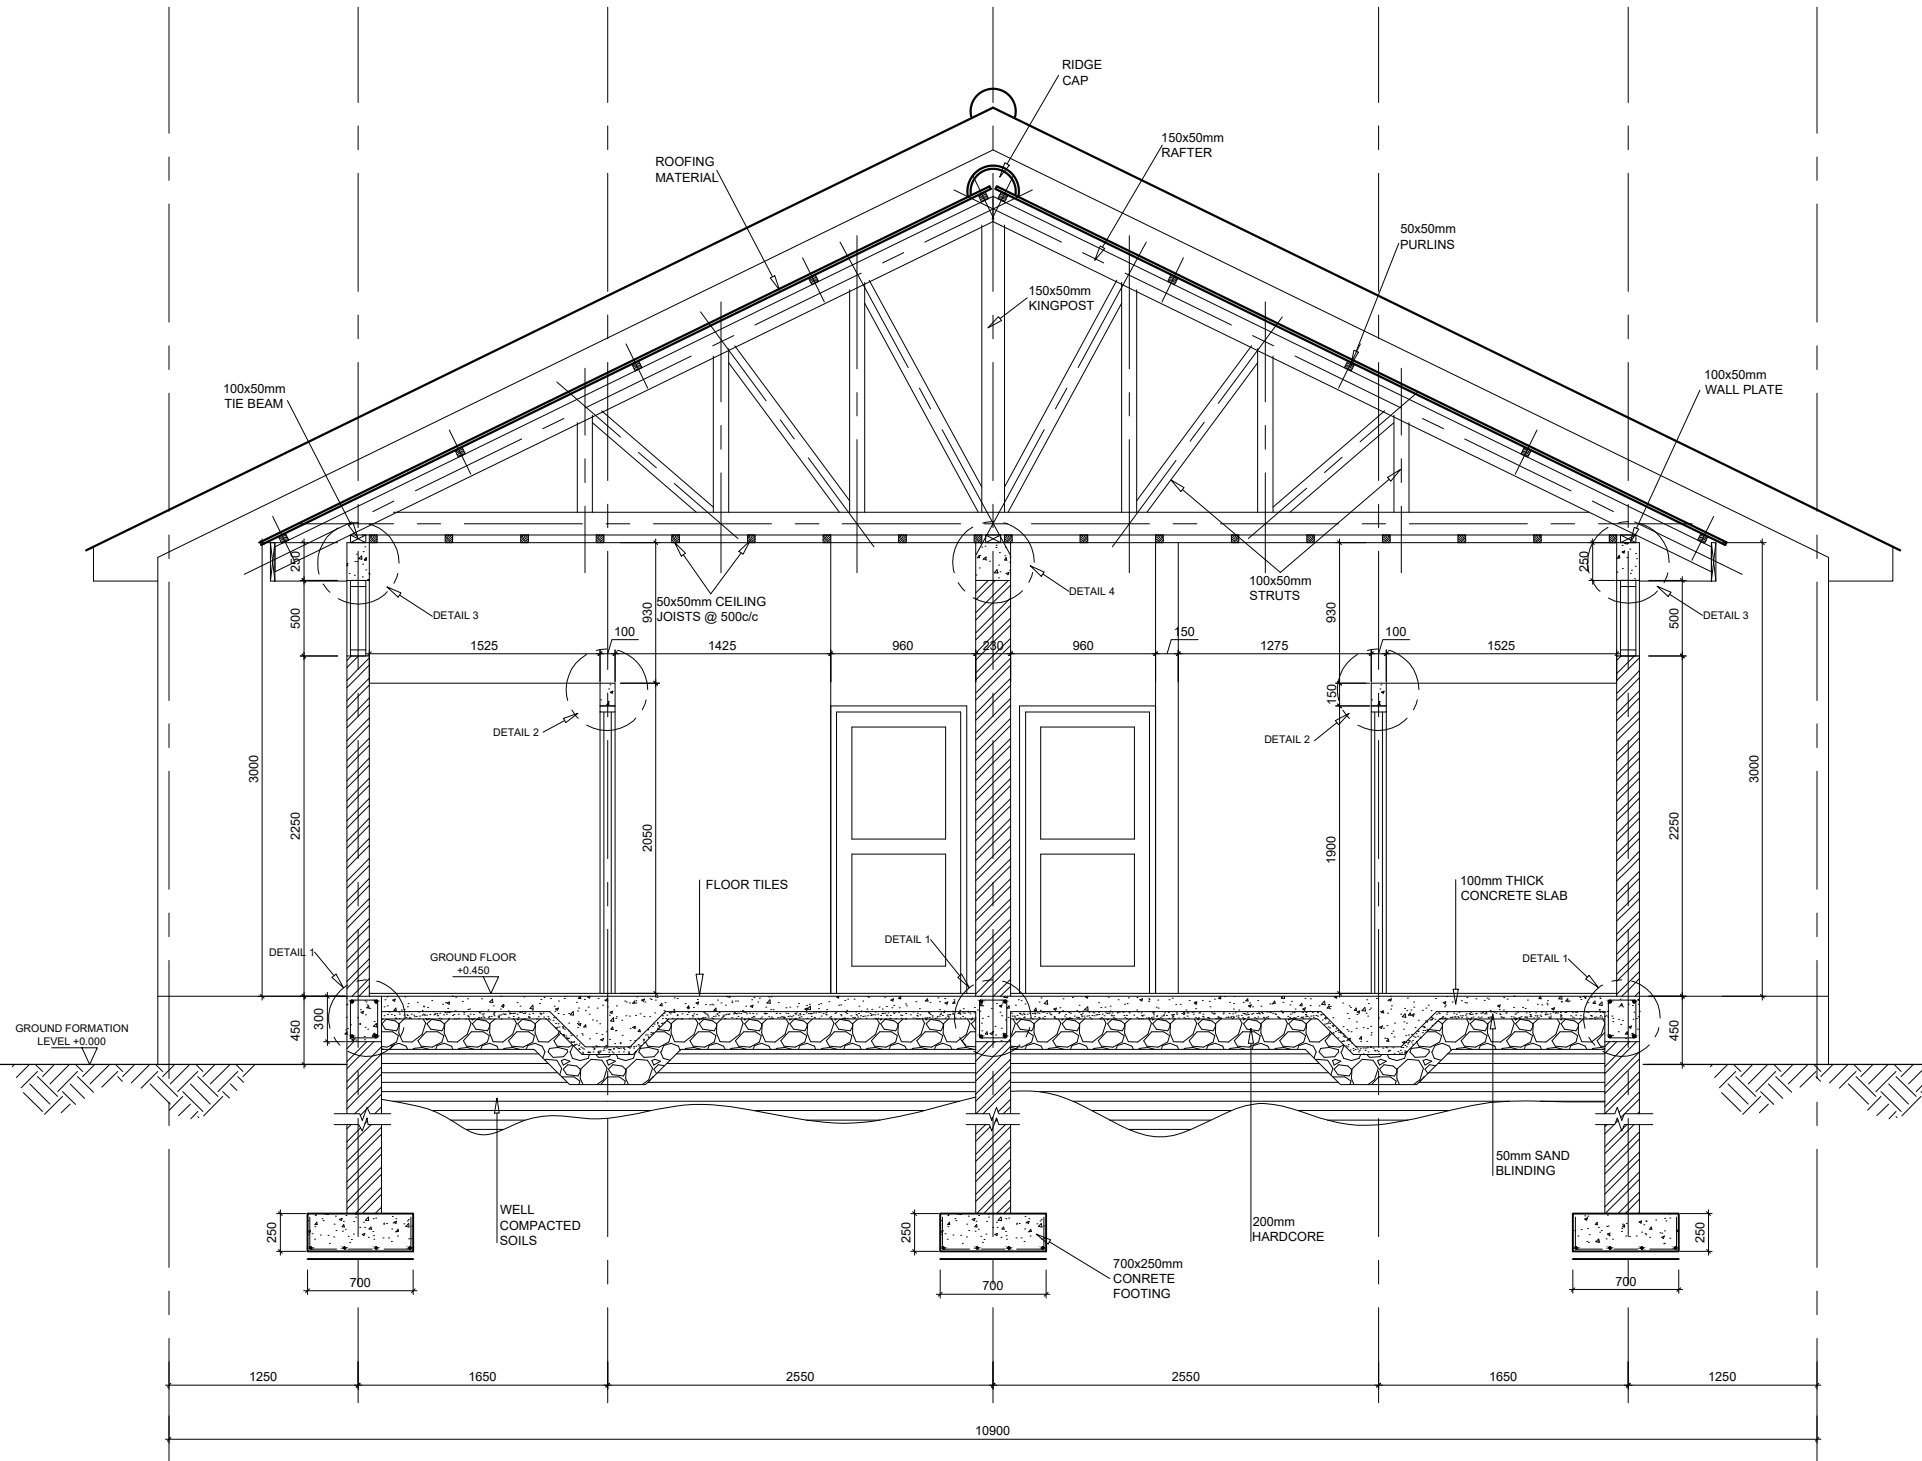 RIDGE
CAP
150x50mm
RAFTER
ROOFING
MATERIAL
50x50mm
PURLINS
150x50mm
KINGPOST
100x50mm
TIE BEAM
100x50mm
WALL PLATE
250
500
DETAIL 3
50x50mm CEILING
JOISTS @ 500c/c
930
DETAIL 4
100x50mm
STRUTS
930
250
500
DETAIL 3
1525
100
1425
960
230
960
150
1275
100
1525
DETAIL 2
150
DETAIL 2
3000
2250
2050
1900
2250
3000
FLOOR TILES
100mm THICK
CONCRETE SLAB
DETAIL 1
GROUND FLOOR
+0.450
DETAIL 1
DETAIL 1
GROUND FORMATION
LEVEL +0.000
450
300
450
50mm SAND
BLINDING
WELL
COMPACTED
SOILS
200mm
HARDCORE
250
250
250
700x250mm
CONRETE
FOOTING
700
700
700
1250
1650
2550
2550
1650
1250
10900